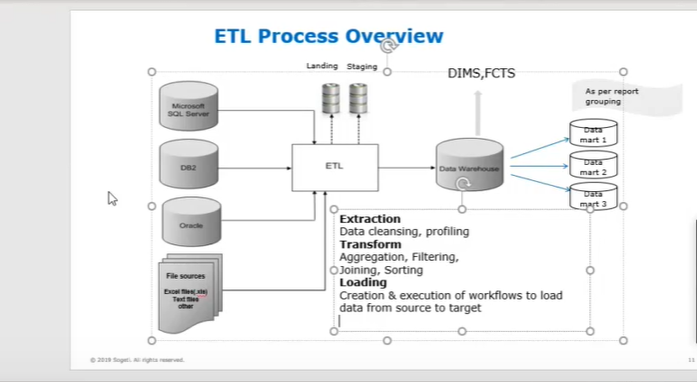 ETL Process Overview
Landing
Staging
DIMS,FCTS
As per report
grouping
Microsoft
SQL Server
DB2
Oracle
File sources
Excel files(.xls)
Text files
other
ETL
Data Warehouse
Data
mart 1
Data
mart 2
Data
mart 3
Extraction
Data cleansing, profiling
Transform
Aggregation, Filtering,
Joining, Sorting
Loading
Creation & execution of workflows to load
data from source to target
© 2019 Sogeti. All rights reserved.
11